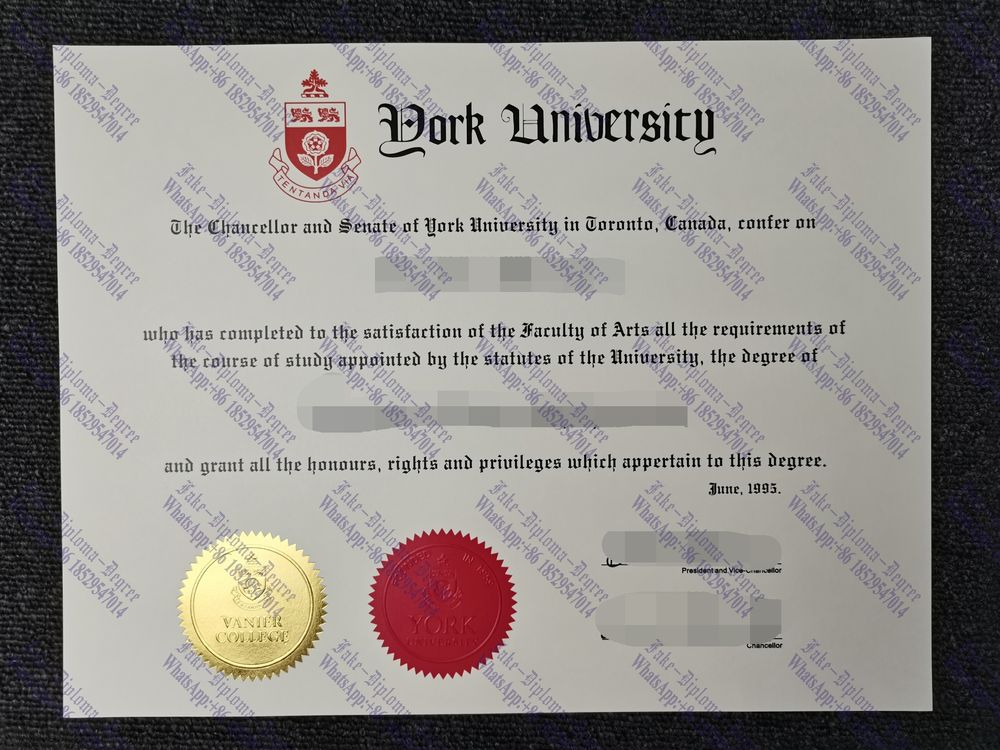 York University
TENTANDA VIA
The Chancellor and Senate of York University in Toronto, Canada, confer on
who has completed to the satisfaction of the Faculty of Arts all the requirements of
the course of study appointed by the statutes of the University, the degree of
and grant all the honours, rights and privileges which appertain to this degree.
June, 1995.
President and Vice-Chancellor
Chancellor
VANIER
COLLEGE
YORK
UNIVERSITY
Fake-Diploma-Degree
WhatsApp:+86 18529547014